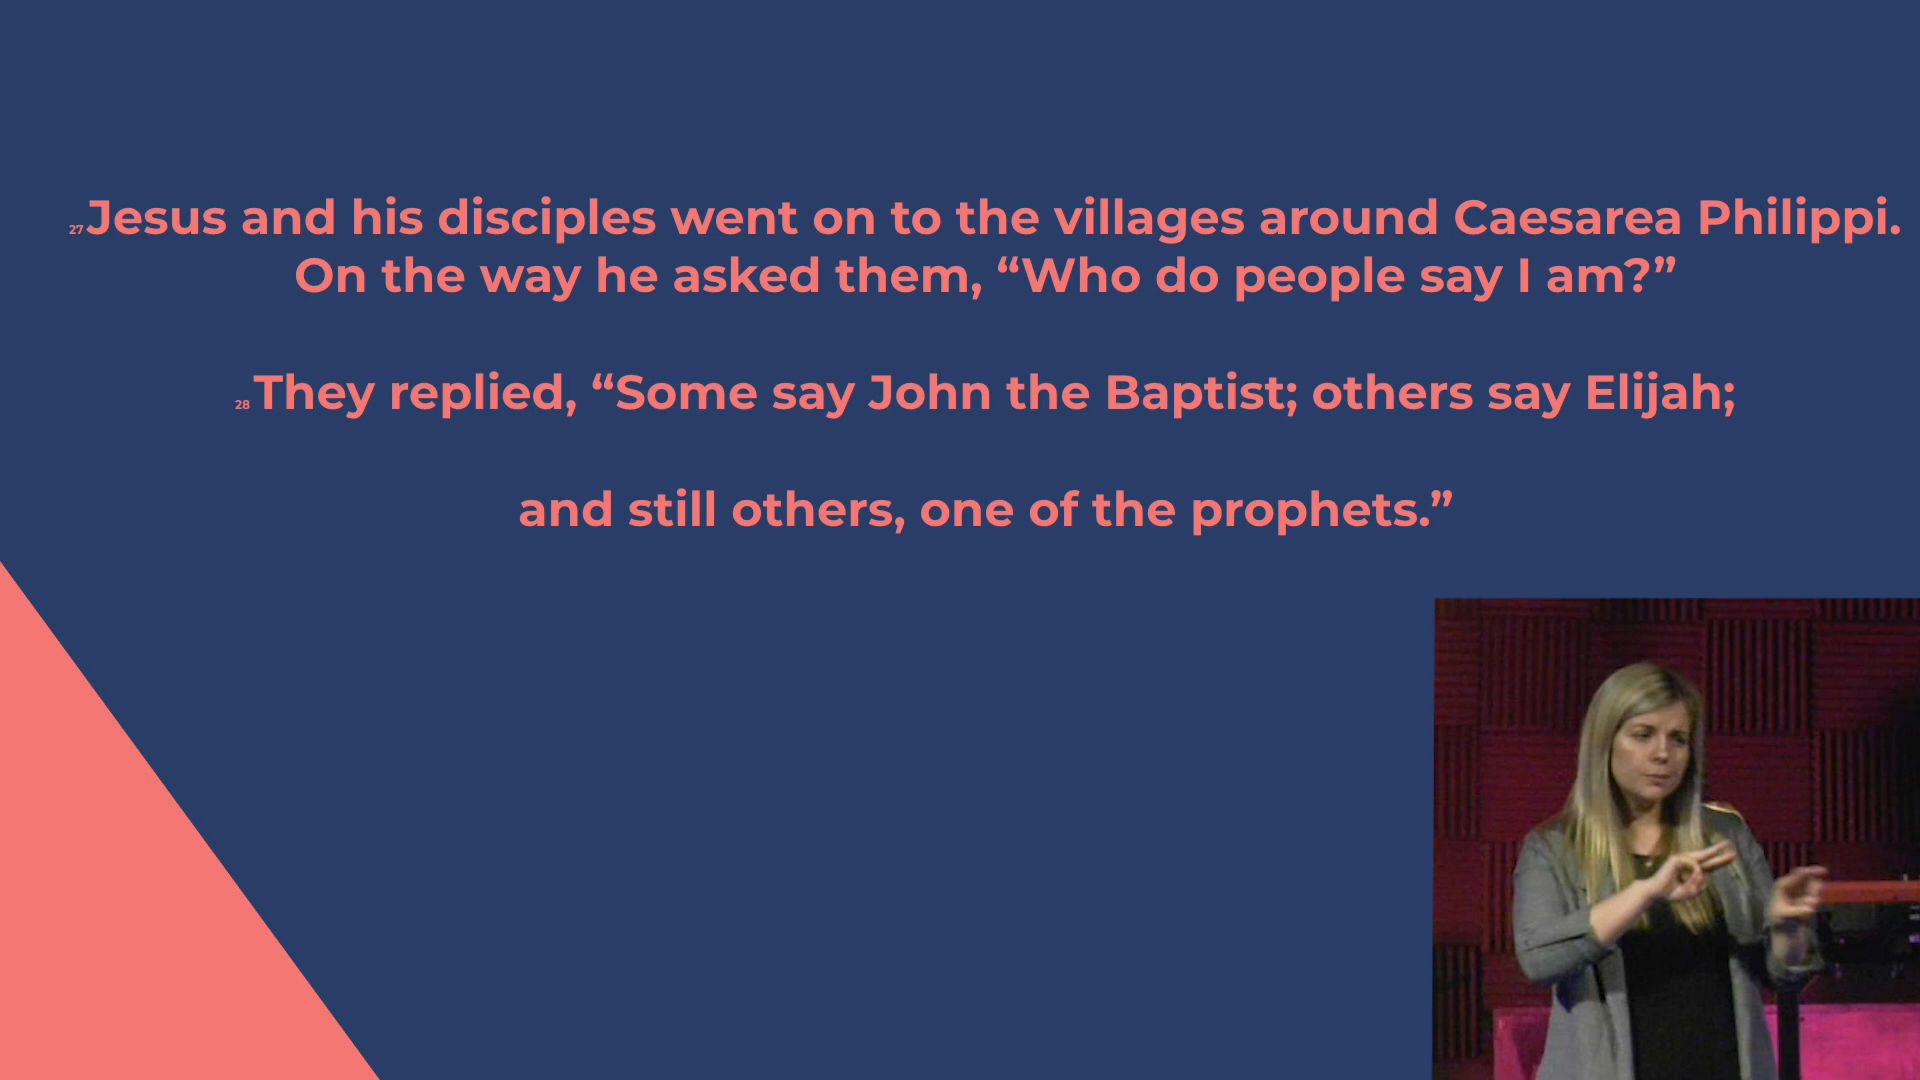 27Jesus and his disciples went on to the villages around Caesarea Philippi.
On the way he asked them, “Who do people say I am?”
28They replied, “Some say John the Baptist; others say Elijah;
and still others, one of the prophets.”